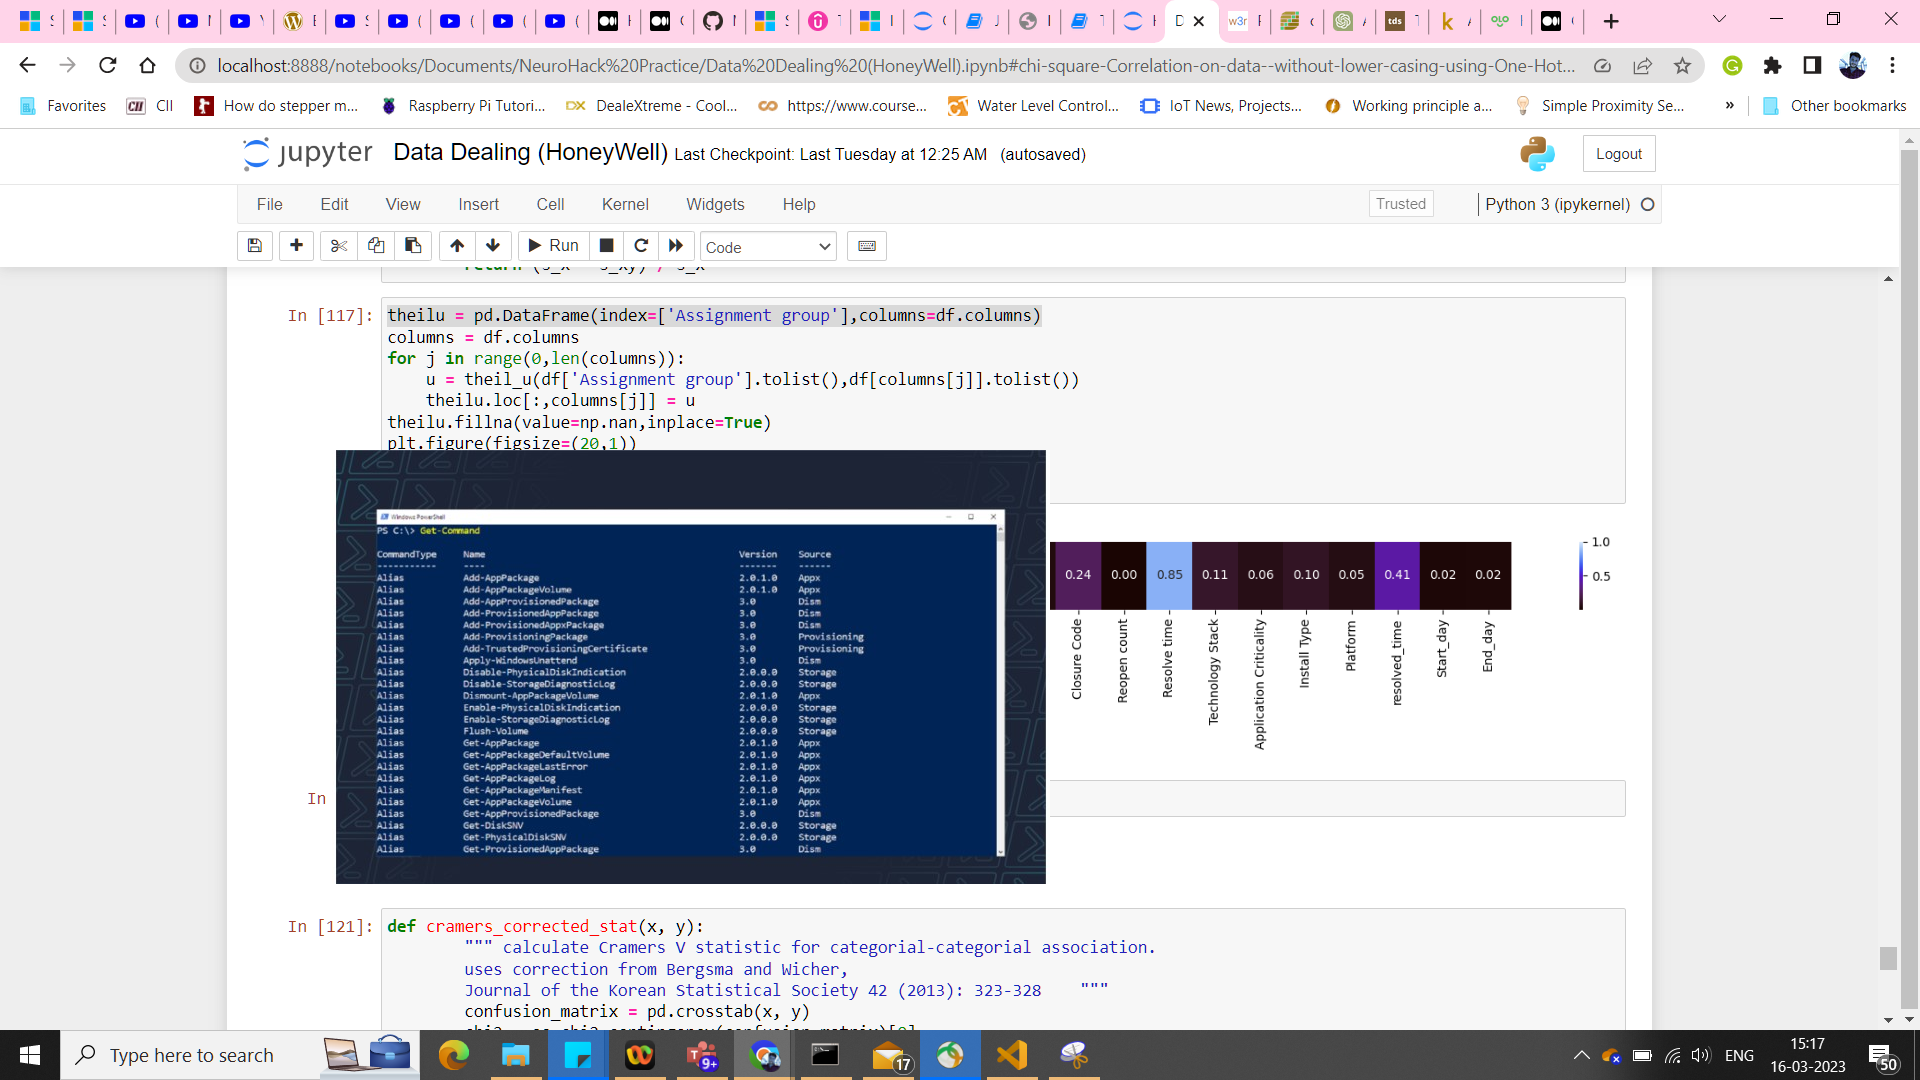 localhost:8888/notebooks/Documents/NeuroHack%20Practice/Data%20Dealing%20(HoneyWell).ipynb#chi-square-Correlation-on-data--without-lower-casing-using-One-Hot...
Favorites CII How do stepper m... Raspberry Pi Tutori... DX DealeXtreme - Cool... https://www.course... Water Level Control... IoT News, Projects... Working principle a... Simple Proximity Se... » Other bookmarks
jupyter Data Dealing (HoneyWell) Last Checkpoint: Last Tuesday at 12:25 AM (autosaved) Logout
File Edit View Insert Cell Kernel Widgets Help Trusted Python 3 (ipykernel)
Run Code
In [117]: theilu = pd.DataFrame(index=['Assignment group'],columns=df.columns)
columns = df.columns
for j in range(0,len(columns)):
u = theil_u(df['Assignment group'].tolist(),df[columns[j]].tolist())
theilu.loc[:,columns[j]] = u
theilu.fillna(value=np.nan,inplace=True)
plt.figure(figsize=(20,1))
Windows PowerShell
PS C:\> Get-Command
CommandType Name Version Source
----------- ---- ------- ------
Alias Add-AppPackage 2.0.1.0 Appx
Alias Add-AppPackageVolume 2.0.1.0 Appx
Alias Add-AppProvisionedPackage 3.0 Dism
Alias Add-ProvisionedAppPackage 3.0 Dism
Alias Add-ProvisionedAppxPackage 3.0 Dism
Alias Add-ProvisioningPackage 3.0 Provisioning
Alias Add-TrustedProvisioningCertificate 3.0 Provisioning
Alias Apply-WindowsUnattend 3.0 Dism
Alias Disable-PhysicalDiskIndication 2.0.0.0 Storage
Alias Disable-StorageDiagnosticLog 2.0.0.0 Storage
Alias Dismount-AppPackageVolume 2.0.1.0 Appx
Alias Enable-PhysicalDiskIndication 2.0.0.0 Storage
Alias Enable-StorageDiagnosticLog 2.0.0.0 Storage
Alias Flush-Volume 2.0.0.0 Storage
Alias Get-AppPackage 2.0.1.0 Appx
Alias Get-AppPackageDefaultVolume 2.0.1.0 Appx
Alias Get-AppPackageLastError 2.0.1.0 Appx
Alias Get-AppPackageLog 2.0.1.0 Appx
Alias Get-AppPackageManifest 2.0.1.0 Appx
Alias Get-AppPackageVolume 2.0.1.0 Appx
Alias Get-AppProvisionedPackage 3.0 Dism
Alias Get-DiskSNV 2.0.0.0 Storage
Alias Get-PhysicalDiskSNV 2.0.0.0 Storage
Alias Get-ProvisionedAppPackage 3.0 Dism
0.24 0.00 0.85 0.11 0.06 0.10 0.05 0.41 0.02 0.02
1.0
0.5
Closure Code
Reopen count
Resolve time
Technology Stack
Application Criticality
Install Type
Platform
resolved_time
Start_day
End_day
In
In [121]: def cramers_corrected_stat(x, y):
""" calculate Cramers V statistic for categorial-categorial association.
uses correction from Bergsma and Wicher,
Journal of the Korean Statistical Society 42 (2013): 323-328 """
confusion_matrix = pd.crosstab(x, y)
Type here to search 9+ 17 ENG 15:17
16-03-2023 50